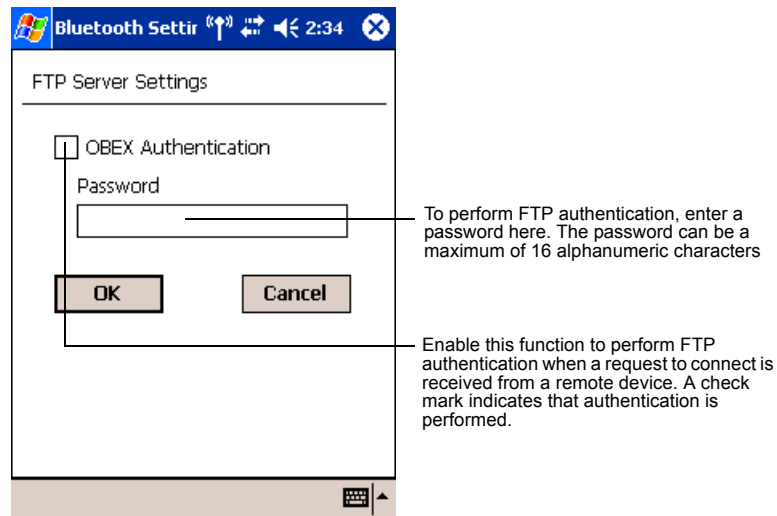 Bluetooth Settir 2:34
FTP Server Settings
OBEX Authentication
Password
To perform FTP authentication, enter a
password here. The password can be a
maximum of 16 alphanumeric characters
OK Cancel
Enable this function to perform FTP
authentication when a request to connect is
received from a remote device. A check
mark indicates that authentication is
performed.